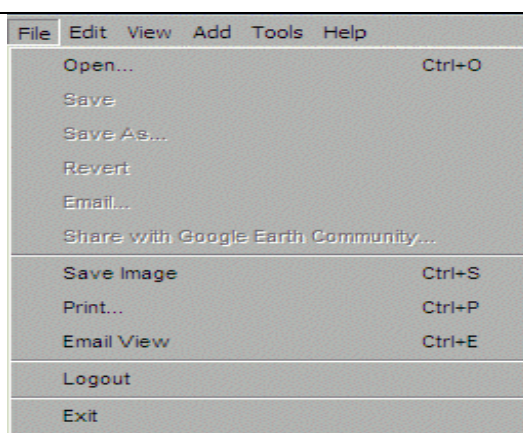 File Edit View Add Tools Help
Open... Ctrl+O
Save
Save As...
Revert
Email...
Share with Google Earth Community...
Save Image Ctrl+S
Print... Ctrl+P
Email View Ctrl+E
Logout
Exit